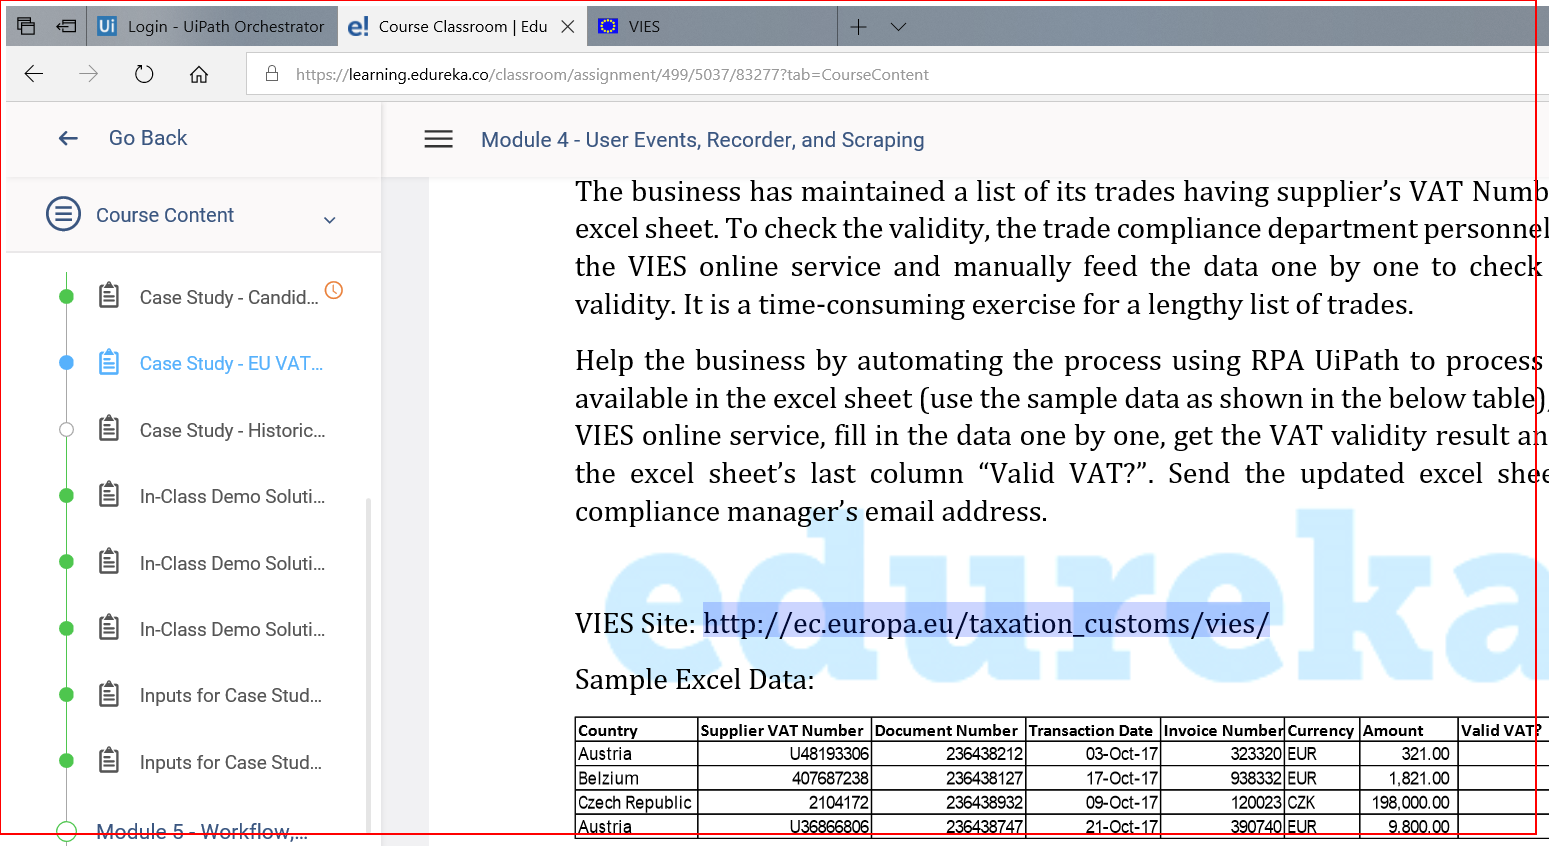 Login - UiPath Orchestrator
Course Classroom | Edu
VIES
https://learning.edureka.co/classroom/assignment/499/5037/83277?tab=CourseContent
Go Back
Module 4 - User Events, Recorder, and Scraping
Course Content
Case Study - Candid...
Case Study - EU VAT...
Case Study - Historic...
In-Class Demo Soluti...
In-Class Demo Soluti...
In-Class Demo Soluti...
Inputs for Case Stud...
Inputs for Case Stud...
Module 5 - Workflow,...
The business has maintained a list of its trades having supplier’s VAT Numb
excel sheet. To check the validity, the trade compliance department personnel
the VIES online service and manually feed the data one by one to check
validity. It is a time-consuming exercise for a lengthy list of trades.
Help the business by automating the process using RPA UiPath to process
available in the excel sheet (use the sample data as shown in the below table),
VIES online service, fill in the data one by one, get the VAT validity result an
the excel sheet’s last column “Valid VAT?”. Send the updated excel shee
compliance manager’s email address.
edureka
VIES Site: http://ec.europa.eu/taxation_customs/vies/
Sample Excel Data:
Country Supplier VAT Number Document Number Transaction Date Invoice Number Currency Amount Valid VAT?
Austria U48193306 236438212 03-Oct-17 323320 EUR 321.00
Belzium 407687238 236438127 17-Oct-17 938332 EUR 1,821.00
Czech Republic 2104172 236438932 09-Oct-17 120023 CZK 198,000.00
Austria U36866806 236438747 21-Oct-17 390740 EUR 9,800.00